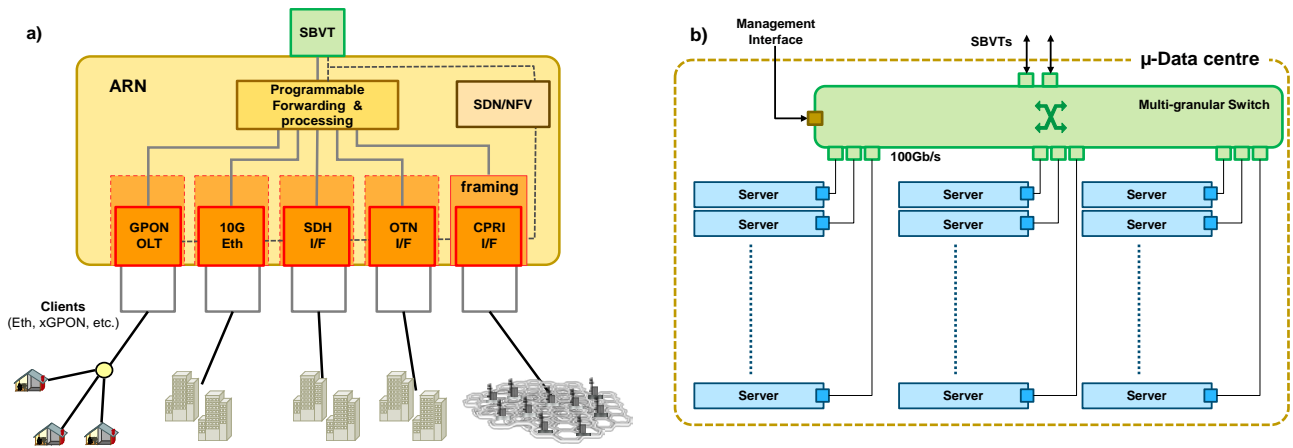 a)
SBVT
ARN
Programmable
Forwarding &
processing
SDN/NFV
framing
GPON
OLT
10G
Eth
SDH
I/F
OTN
I/F
CPRI
I/F
Clients
(Eth, xGPON, etc.)
b)
Management
Interface
SBVTs
µ-Data centre
Multi-granular Switch
100Gb/s
Server
Server
Server
Server
Server
Server
Server
Server
Server